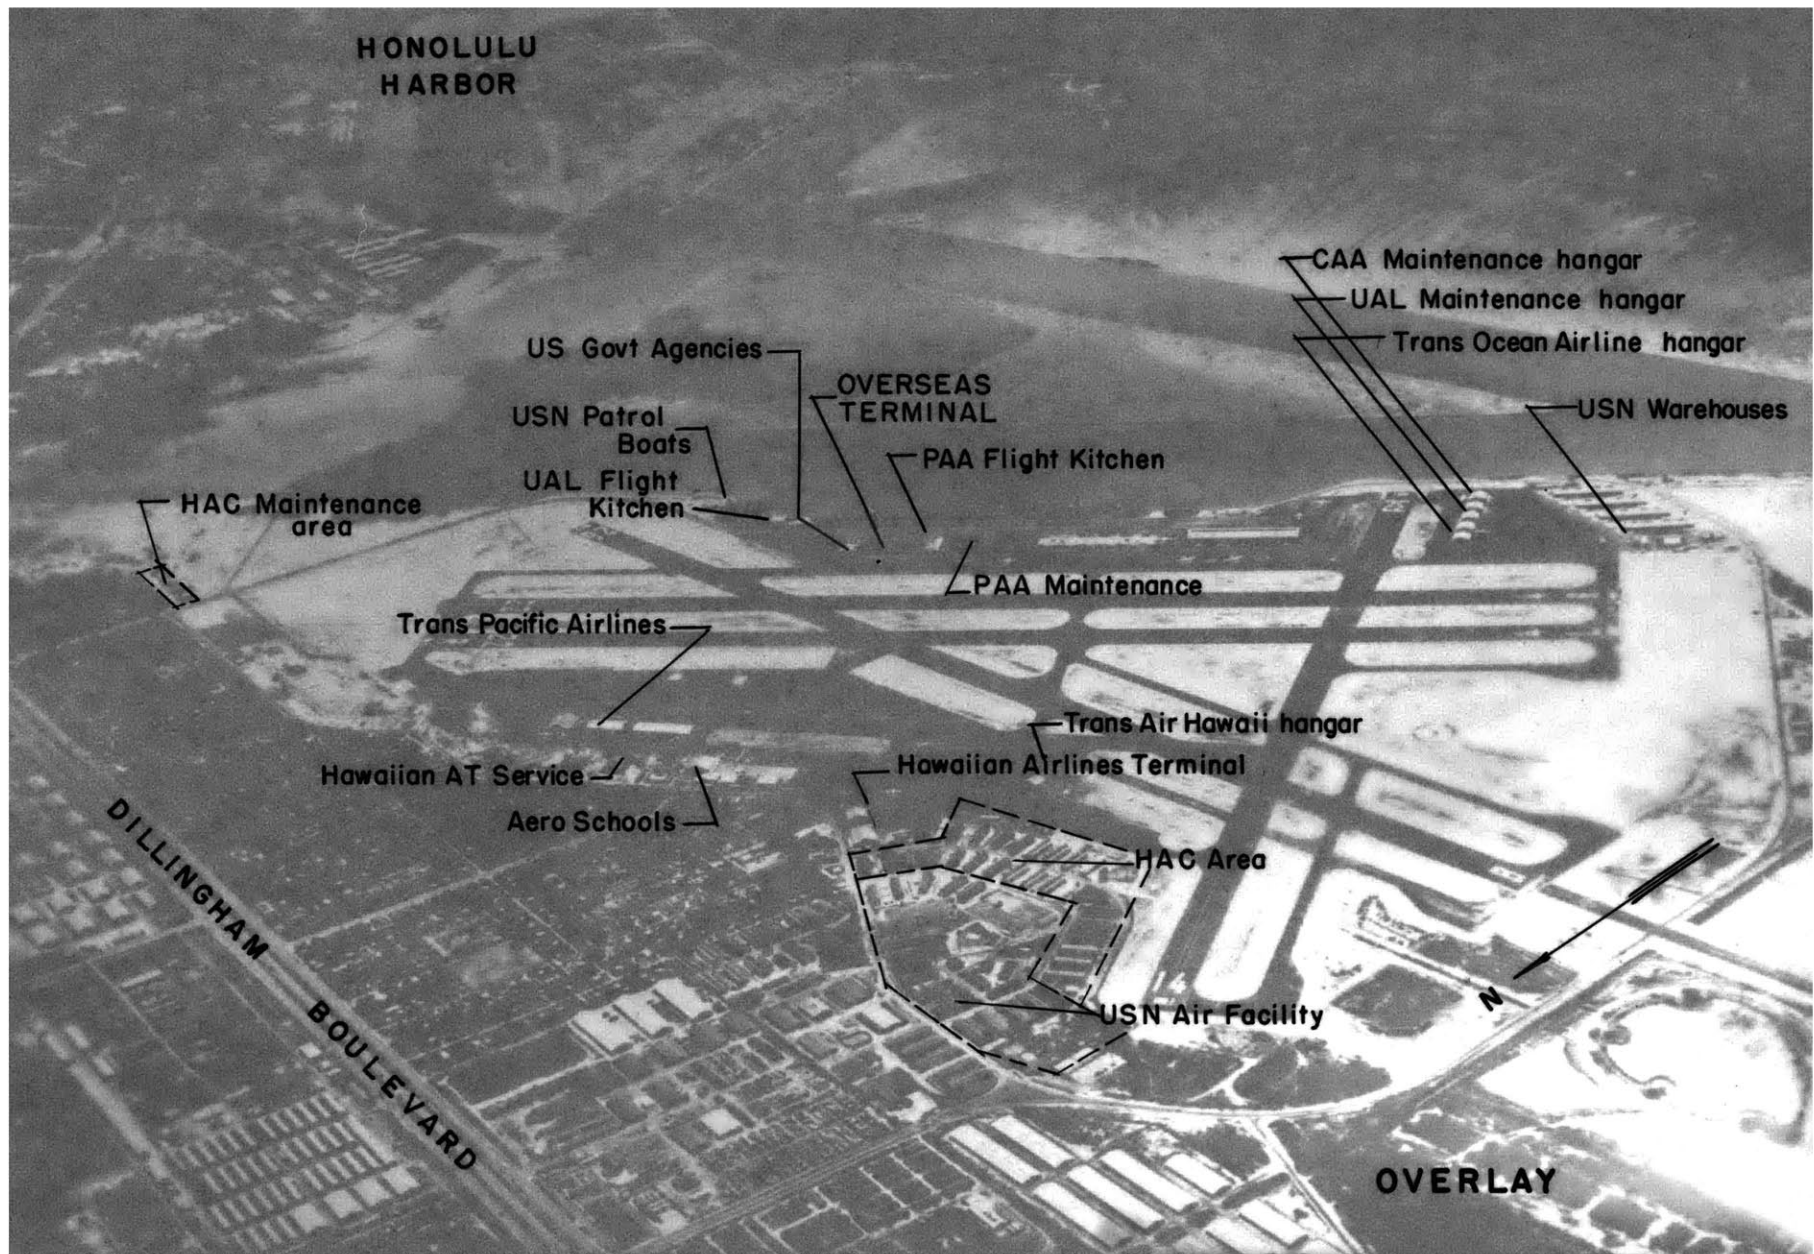 HONOLULU
HARBOR
CAA Maintenance hangar
UAL Maintenance hangar
Trans Ocean Airline hangar
US Govt Agencies
OVERSEAS
TERMINAL
USN Patrol
Boats
USN Warehouses
PAA Flight Kitchen
UAL Flight
Kitchen
HAC Maintenance
area
PAA Maintenance
Trans Pacific Airlines
Trans Air Hawaii hangar
Hawaiian Airlines Terminal
Hawaiian AT Service
Aero Schools
HAC Area
DILLINGHAM
BOULEVARD
14
N
USN Air Facility
OVERLAY